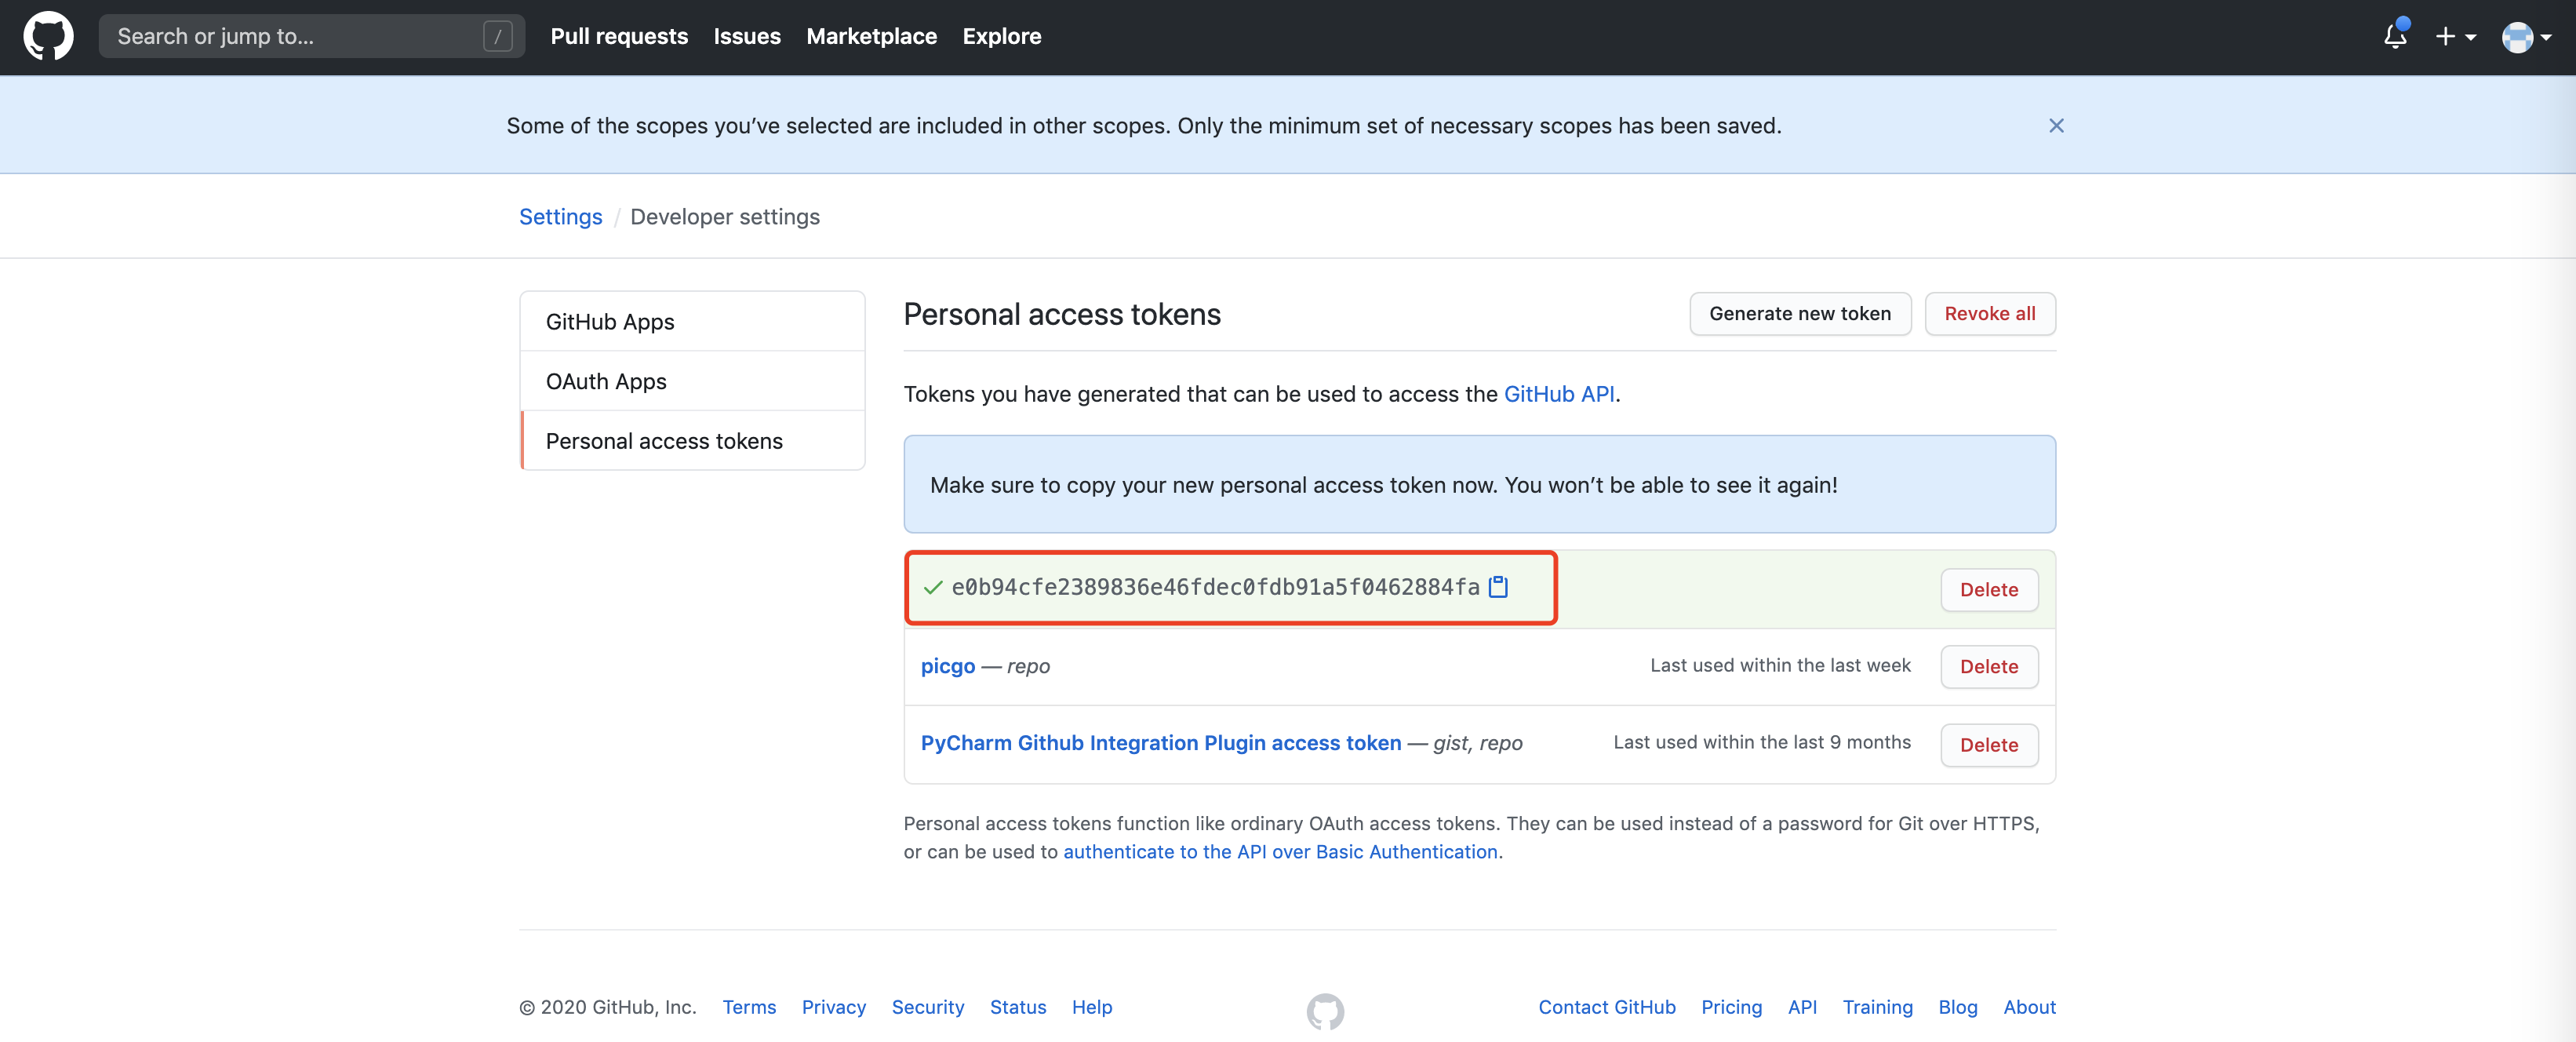 Search or jump to...
/
Pull requests Issues Marketplace Explore
Some of the scopes you’ve selected are included in other scopes. Only the minimum set of necessary scopes has been saved.
Settings / Developer settings
GitHub Apps
OAuth Apps
Personal access tokens
Personal access tokens
Generate new token
Revoke all
Tokens you have generated that can be used to access the GitHub API.
Make sure to copy your new personal access token now. You won’t be able to see it again!
e0b94cfe2389836e46fdec0fdb91a5f0462884fa
Delete
picgo — repo
Last used within the last week
Delete
PyCharm Github Integration Plugin access token — gist, repo
Last used within the last 9 months
Delete
Personal access tokens function like ordinary OAuth access tokens. They can be used instead of a password for Git over HTTPS,
or can be used to authenticate to the API over Basic Authentication.
© 2020 GitHub, Inc. Terms Privacy Security Status Help
Contact GitHub Pricing API Training Blog About